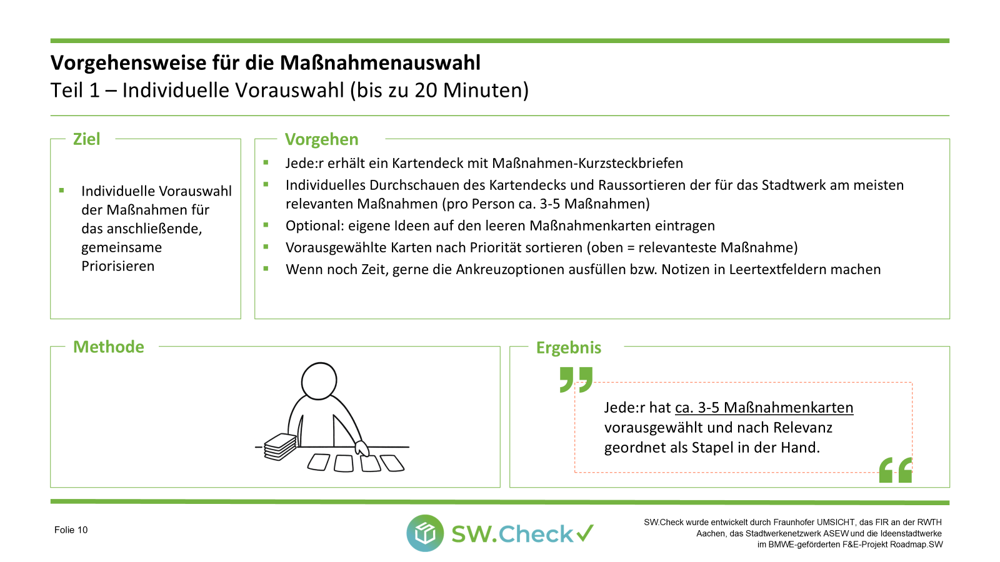 Vorgehensweise für die Maßnahmenauswahl
Teil 1 – Individuelle Vorauswahl (bis zu 20 Minuten)
Ziel
Individuelle Vorauswahl
der Maßnahmen für
das anschließende,
gemeinsame
Priorisieren
Vorgehen
Jede:r erhält ein Kartendeck mit Maßnahmen-Kurzsteckbriefen
Individuelles Durchschauen des Kartendecks und Raussortieren der für das Stadtwerk am meisten
relevanten Maßnahmen (pro Person ca. 3-5 Maßnahmen)
Optional: eigene Ideen auf den leeren Maßnahmenkarten eintragen
Vorausgewählte Karten nach Priorität sortieren (oben = relevanteste Maßnahme)
Wenn noch Zeit, gerne die Ankreuzoptionen ausfüllen bzw. Notizen in Leertextfeldern machen
Methode
Ergebnis
Jede:r hat ca. 3-5 Maßnahmenkarten
vorausgewählt und nach Relevanz
geordnet als Stapel in der Hand.
Folie 10
SW.Check
SW.Check wurde entwickelt durch Fraunhofer UMSICHT, das FIR an der RWTH
Aachen, das Stadtwerkenetzwerk ASEW und die Ideenstadtwerke
im BMWE-geförderten F&E-Projekt Roadmap.SW